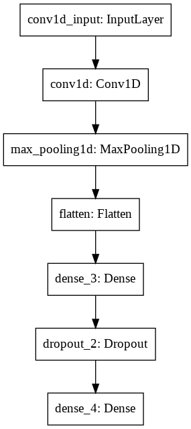 conv1d_input: InputLayer
conv1d: Conv1D
max_pooling1d: MaxPooling1D
flatten: Flatten
dense_3: Dense
dropout_2: Dropout
dense_4: Dense